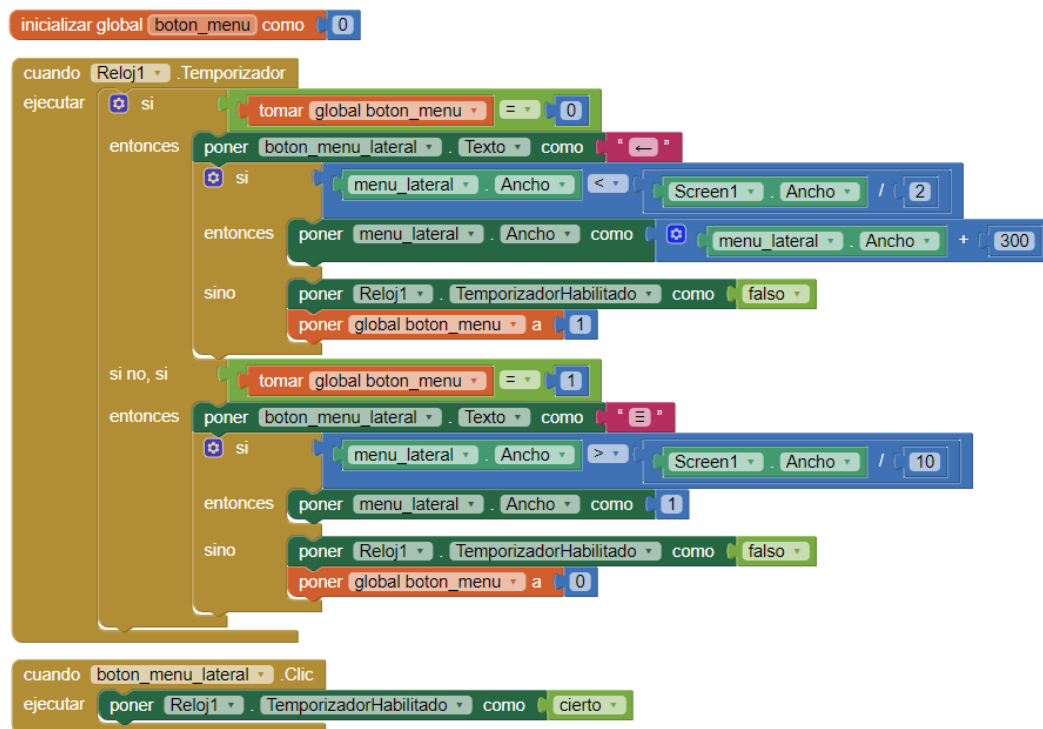 inicializar global boton_menu como 0
cuando Reloj1 .Temporizador
ejecutar si tomar global boton_menu = 0
entonces poner boton_menu_lateral . Texto como "←"
si menu_lateral . Ancho < Screen1 . Ancho / 2
entonces poner menu_lateral . Ancho como menu_lateral . Ancho + 300
sino poner Reloj1 . TemporizadorHabilitado como falso
poner global boton_menu a 1
si no, si tomar global boton_menu = 1
entonces poner boton_menu_lateral . Texto como "Ξ"
si menu_lateral . Ancho > Screen1 . Ancho / 10
entonces poner menu_lateral . Ancho como 1
sino poner Reloj1 . TemporizadorHabilitado como falso
poner global boton_menu a 0
cuando boton_menu_lateral .Clic
ejecutar poner Reloj1 . TemporizadorHabilitado como cierto